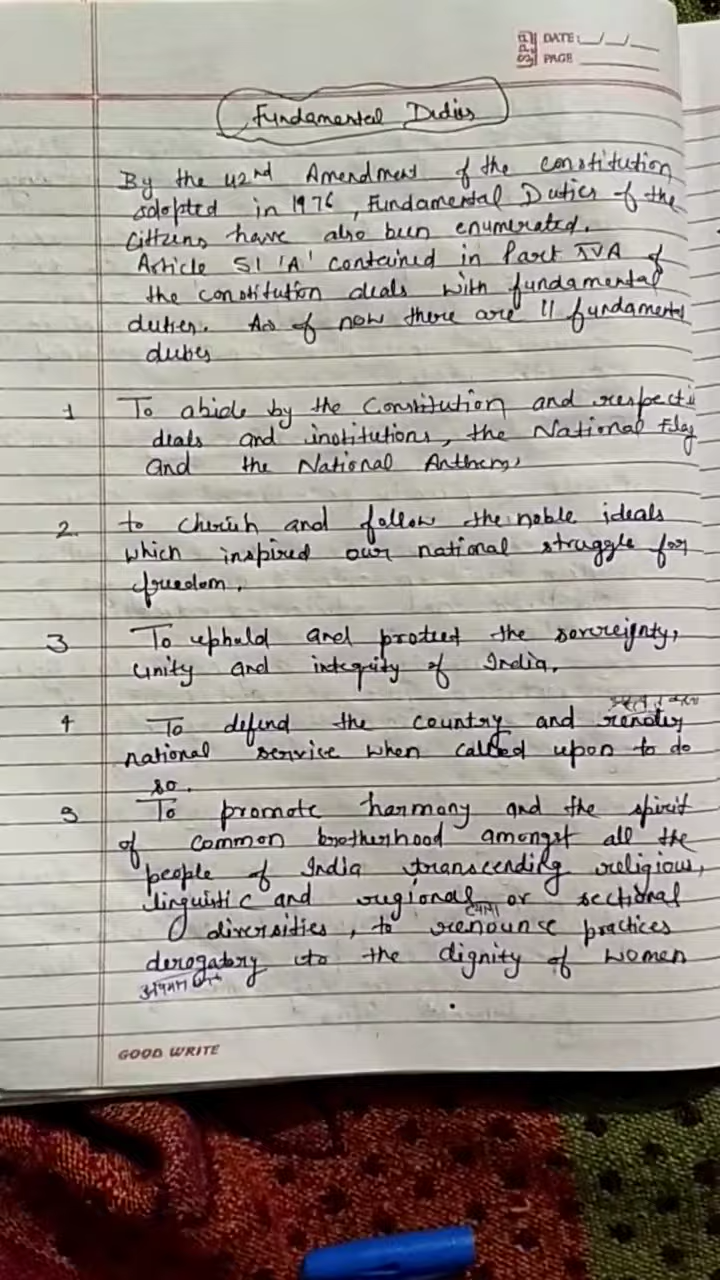 DATE: __/__/__
PAGE
Fundamental Duties
By the 42nd Amendment of the constitution
adopted in 1976, Fundamental Duties of the
Citizens have also been enumerated.
Article 51 'A' contained in Part IVA of
the constitution deals with fundamental
duties. As of now there are 11 fundamental
duties
1 To abide by the Constitution and respect i
deals and institutions, the National Flag
and the National Anthem,
2. to cherish and follow the noble ideals
which inspired our national struggle for
freedom.
3 To uphold and protect the sovereignty,
unity and integrity of India.
4 To defend the country and render
national service when called upon to do
so.
5 To promote harmony and the spirit
of common brotherhood amongst all the
people of India transcending religious,
linguistic and regional or sectional
diversities, to renounce practices
derogatory to the dignity of women
GOOD WRITE